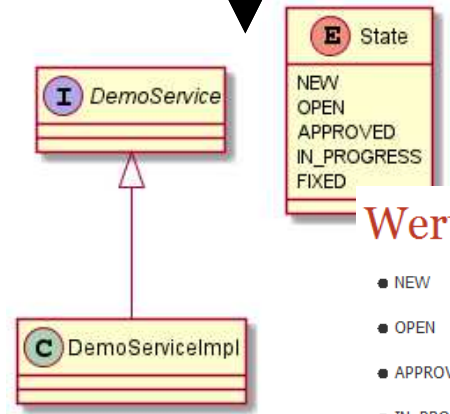 E State
I DemoService
NEW
OPEN
APPROVED
IN_PROGRESS
FIXED
NEW
OPEN
C DemoServiceImpl